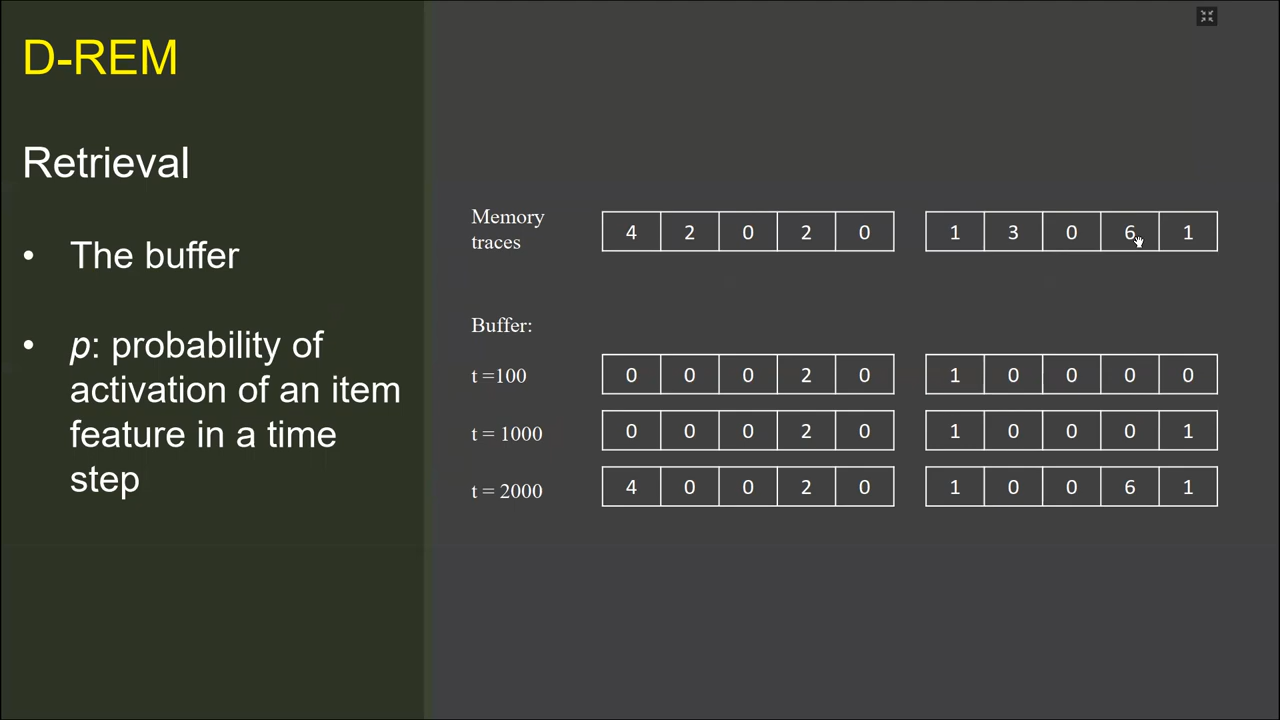 D-REM
Retrieval
• The buffer
• p: probability of
activation of an item
feature in a time
step
Memory
traces
4 2 0 2 0 1 3 0 6 1
Buffer:
t =100 0 0 0 2 0 1 0 0 0 0
t = 1000 0 0 0 2 0 1 0 0 0 1
t = 2000 4 0 0 2 0 1 0 0 6 1